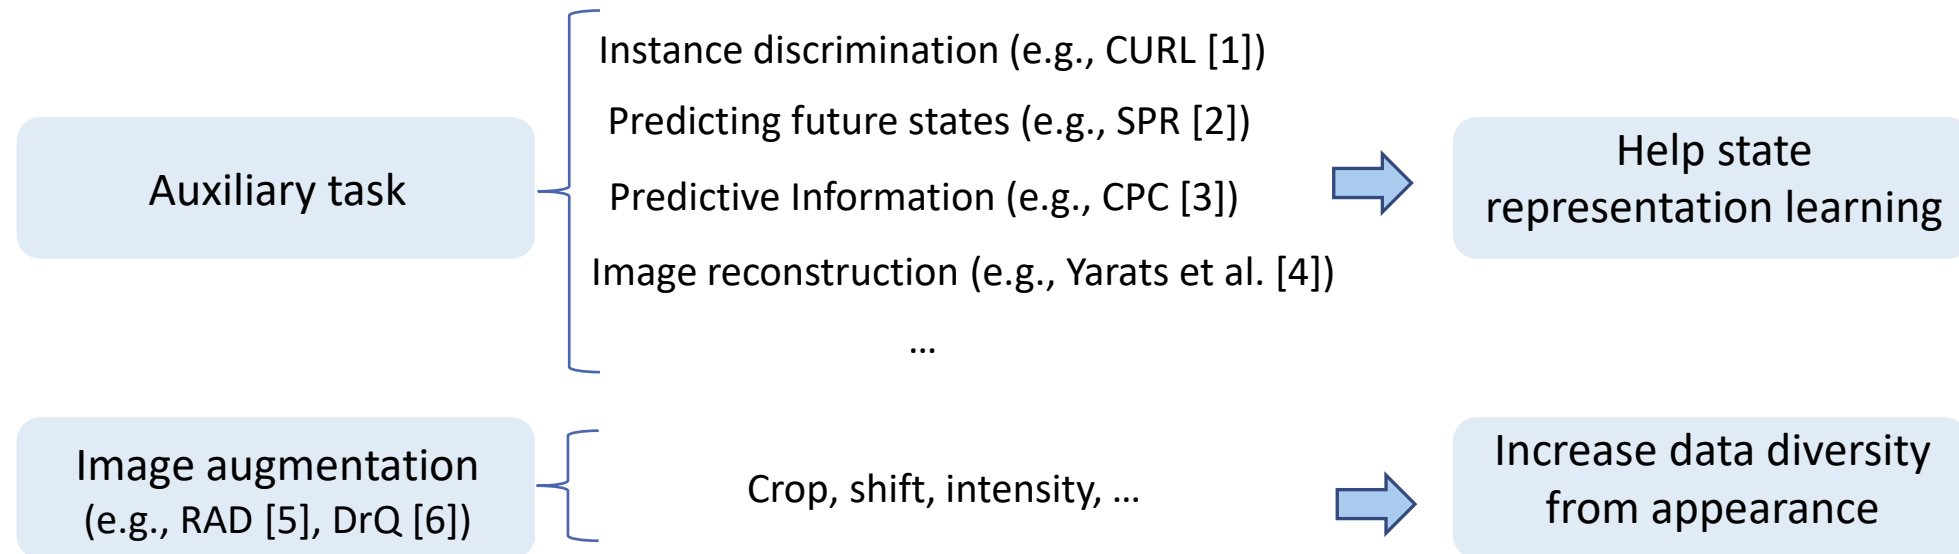 Auxiliary task
Instance discrimination (e.g., CURL [1])
Predicting future states (e.g., SPR [2])
Predictive Information (e.g., CPC [3])
Image reconstruction (e.g., Yarats et al. [4])
...
Help state
representation learning
Image augmentation
(e.g., RAD [5], DrQ [6])
Crop, shift, intensity, ...
Increase data diversity
from appearance